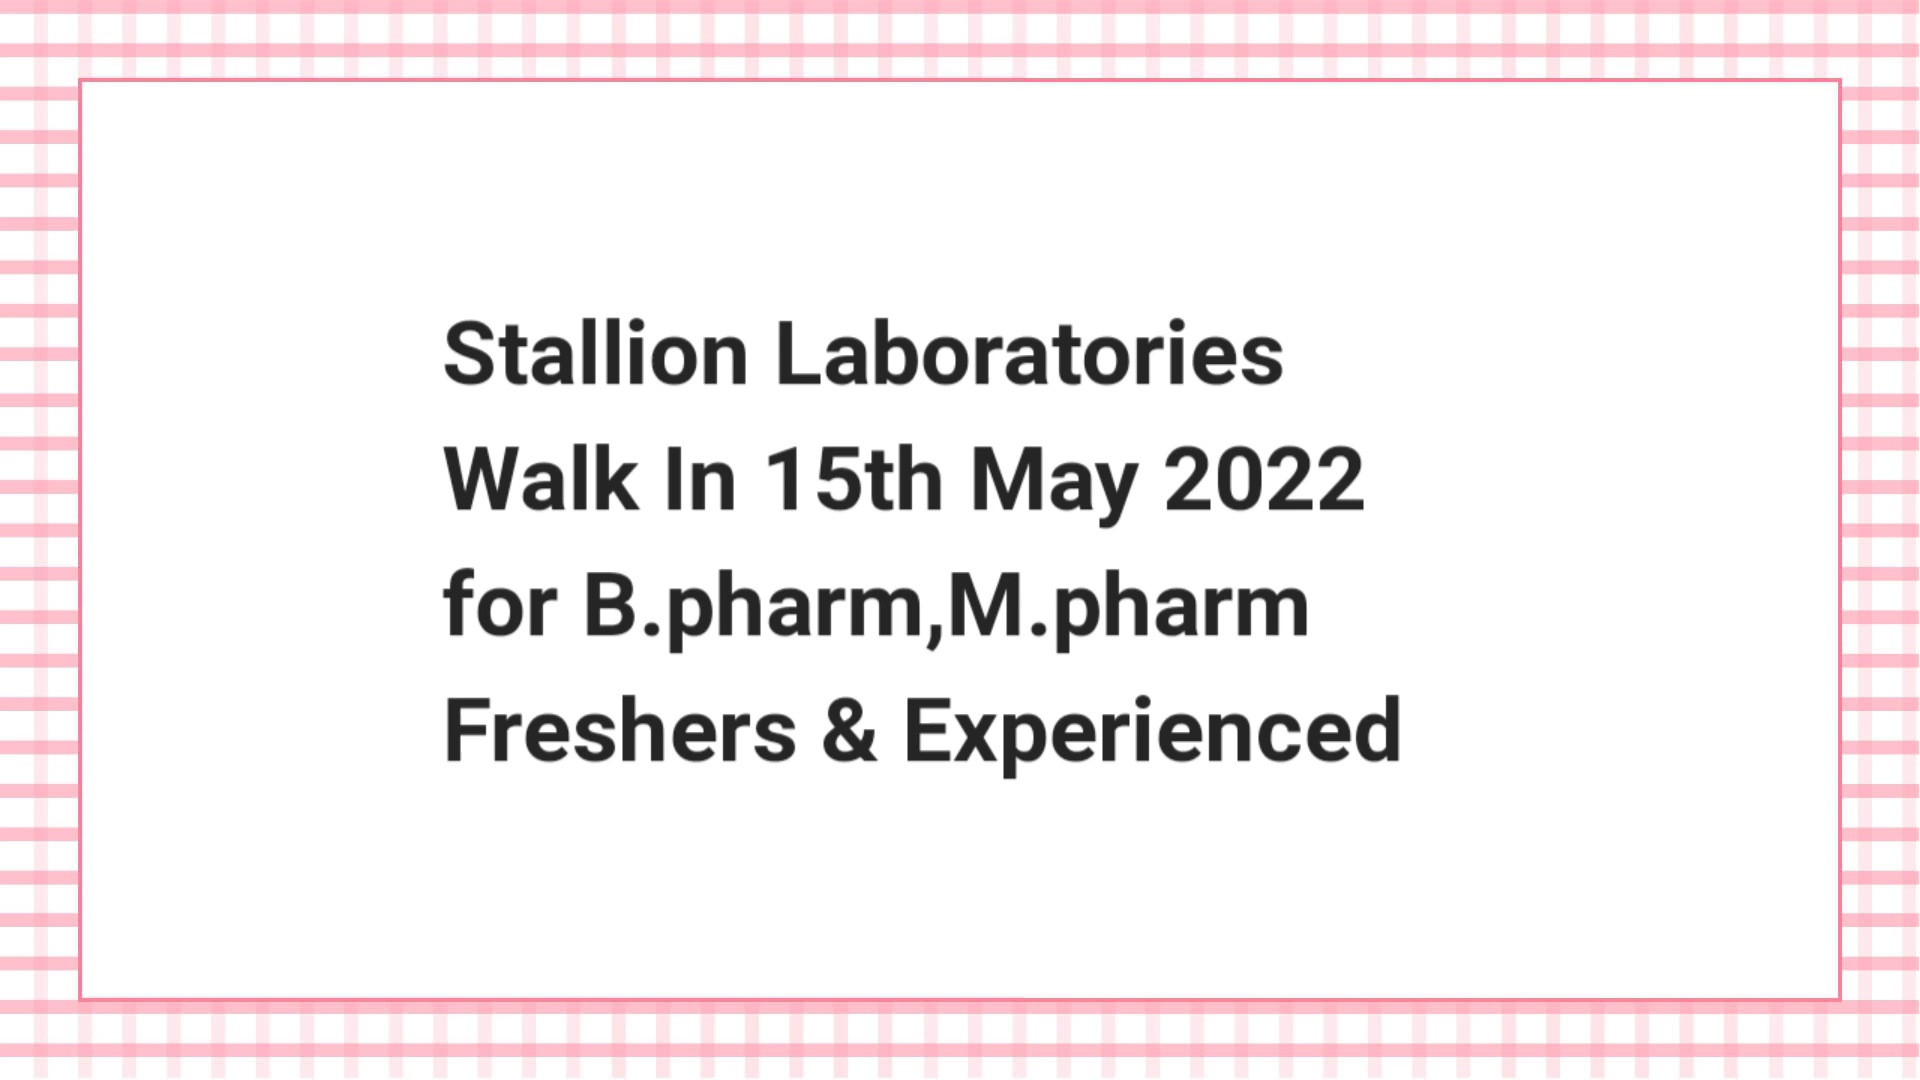 Stallion Laboratories
Walk In 15th May 2022
for B.pharm,M.pharm
Freshers & Experienced